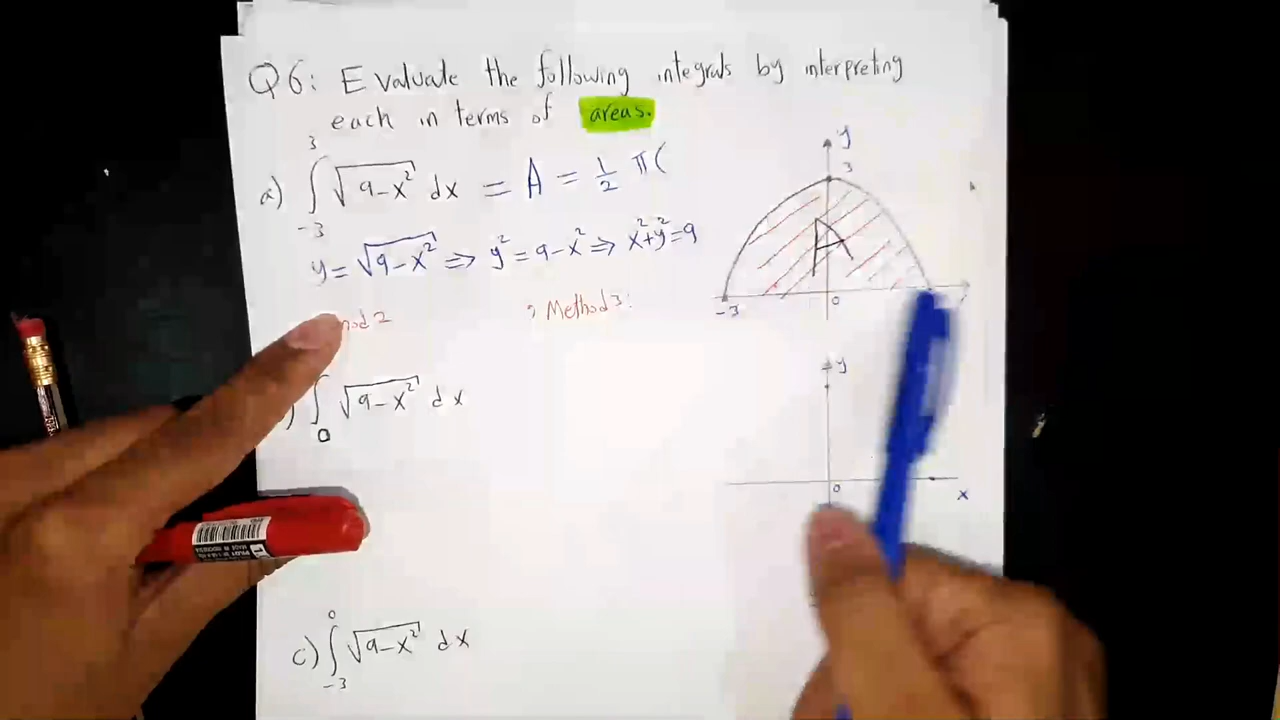 Q6: Evaluate the following integrals by interpreting
each in terms of areas.
a) ∫_{-3}^{3} √(9-x²) dx = A = 1/2 π(
y = √(9-x²) ⇒ y² = 9-x² ⇒ x²+y²=9
Method 3:
∫_0 √(9-x²) dx
c) ∫_{-3}^{0} √(9-x²) dx
y
3
A
0
-3
y
0
x